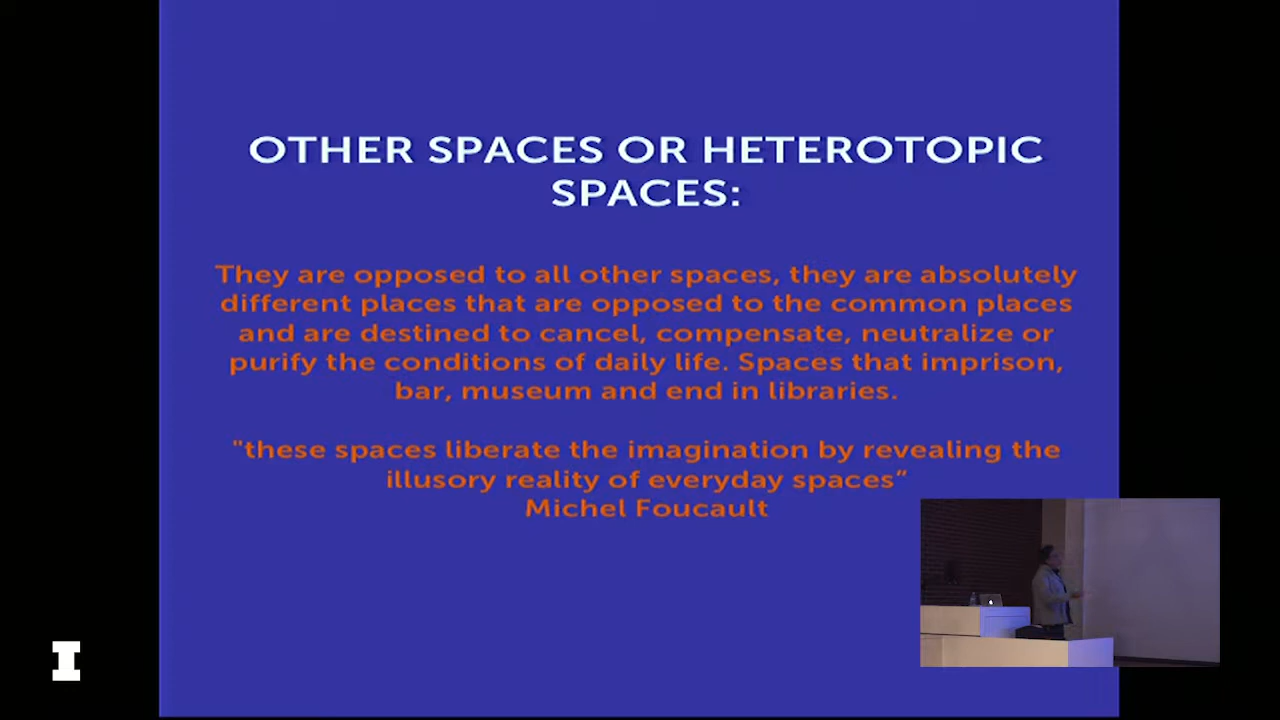 OTHER SPACES OR HETEROTOPIC
SPACES:
They are opposed to all other spaces, they are absolutely
different places that are opposed to the common places
and are destined to cancel, compensate, neutralize or
purify the conditions of daily life. Spaces that imprison,
bar, museum and end in libraries.
"these spaces liberate the imagination by revealing the
illusory reality of everyday spaces”
Michel Foucault
I